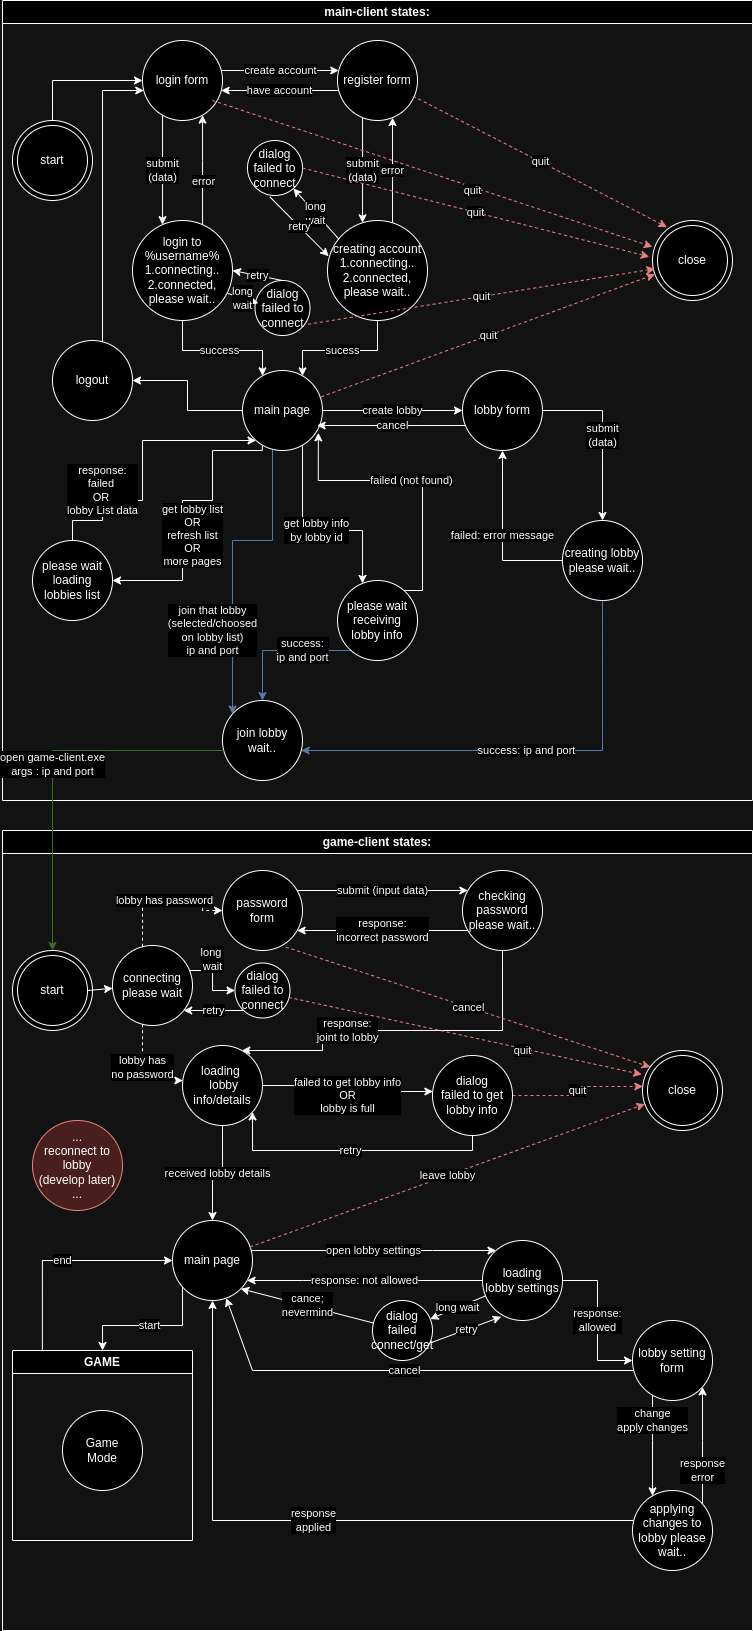 main-client states:
login form
create account
have account
register form
start
submit
(data)
error
dialog
failed to
connect
submit
(data)
error
quit
quit
quit
long
wait
retry
login to
%username%
1.connecting..
2.connected,
please wait..
creating account
1.connecting..
2.connected,
please wait..
close
retry
long
wait
dialog
failed to
connect
quit
quit
success
sucess
logout
main page
create lobby
cancel
lobby form
submit
(data)
response:
failed
OR
lobby List data
get lobby list
OR
refresh list
OR
more pages
failed (not found)
get lobby info
by lobby id
failed: error message
creating lobby
please wait..
please wait
loading
lobbies list
please wait
receiving
lobby info
join that lobby
(selected/choosed
on lobby list)
ip and port
success:
ip and port
join lobby
wait..
success: ip and port
open game-client.exe
args : ip and port
game-client states:
lobby has password
password
form
submit (input data)
response:
incorrect password
checking
password
please wait..
start
connecting
please wait
long
wait
retry
dialog
failed to
connect
cancel
response:
joint to lobby
quit
lobby has
no password
loading
lobby
info/details
failed to get lobby info
OR
lobby is full
dialog
failed to get
lobby info
quit
close
retry
...
reconnect to
lobby
(develop later)
...
received lobby details
leave lobby
main page
end
open lobby settings
response: not allowed
loading
lobby settings
cance;
nevermind
long wait
retry
dialog
failed
connect/get
response:
allowed
start
cancel
lobby setting
form
GAME
Game
Mode
change
apply changes
response
error
response
applied
applying
changes to
lobby please
wait..